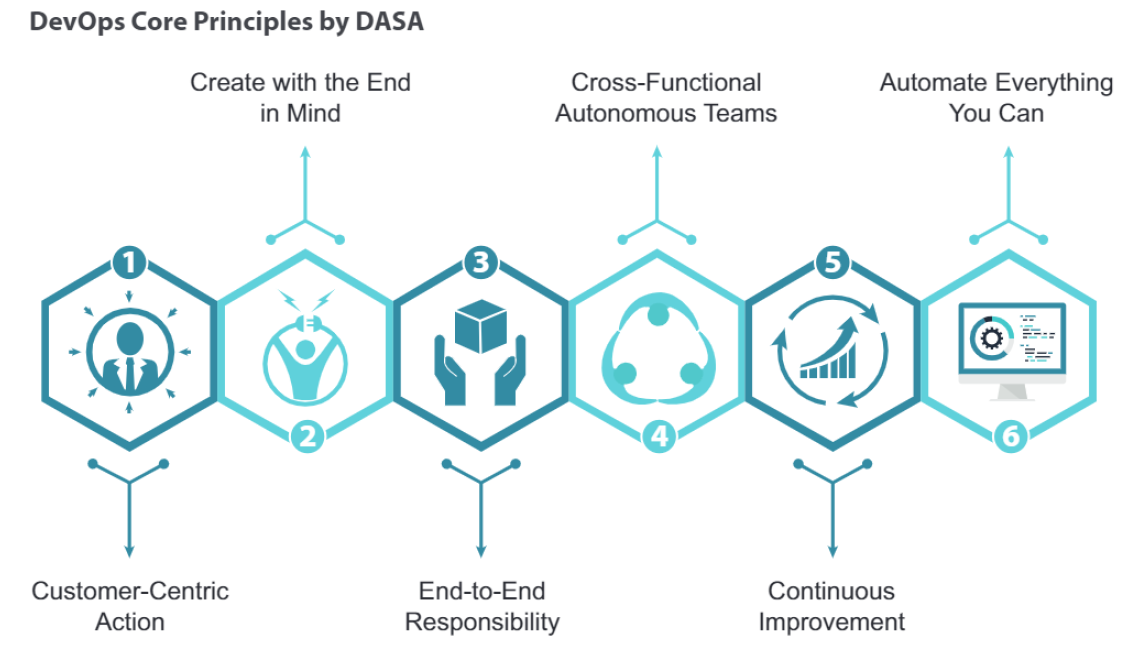 DevOps Core Principles by DASA
Create with the End
in Mind
Cross-Functional
Autonomous Teams
Automate Everything
You Can
1
2
3
4
5
6
Customer-Centric
Action
End-to-End
Responsibility
Continuous
Improvement